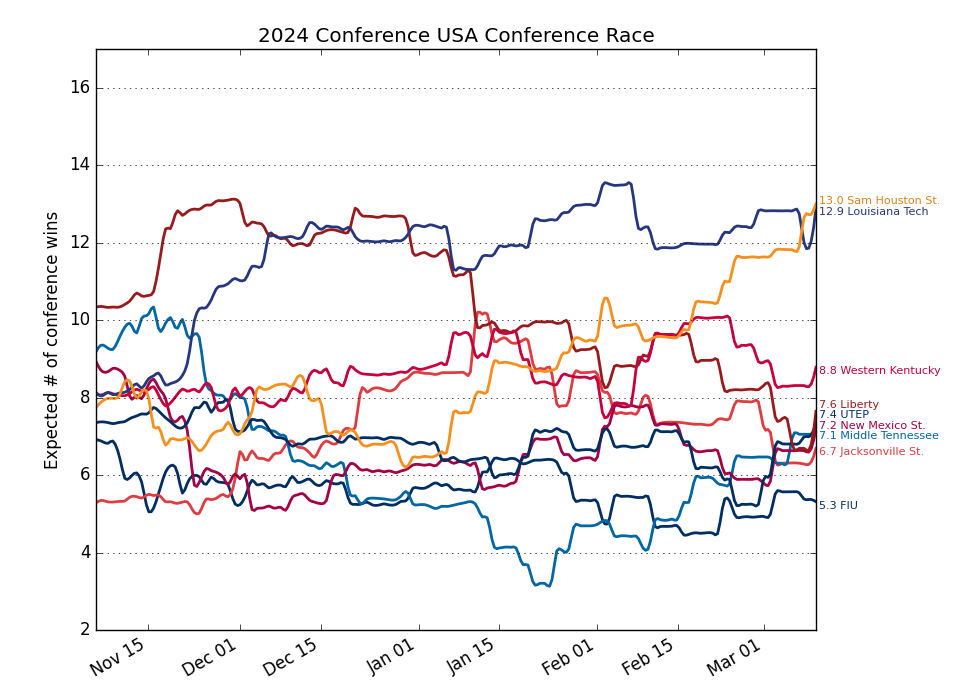 2024 Conference USA Conference Race
Expected # of conference wins
16
14
12
10
8
6
4
2
Nov 15
Dec 01
Dec 15
Jan 01
Jan 15
Feb 01
Feb 15
Mar 01
13.0 Sam Houston St.
12.9 Louisiana Tech
8.8 Western Kentucky
7.6 Liberty
7.4 UTEP
7.2 New Mexico St.
7.1 Middle Tennessee
6.7 Jacksonville St.
5.3 FIU